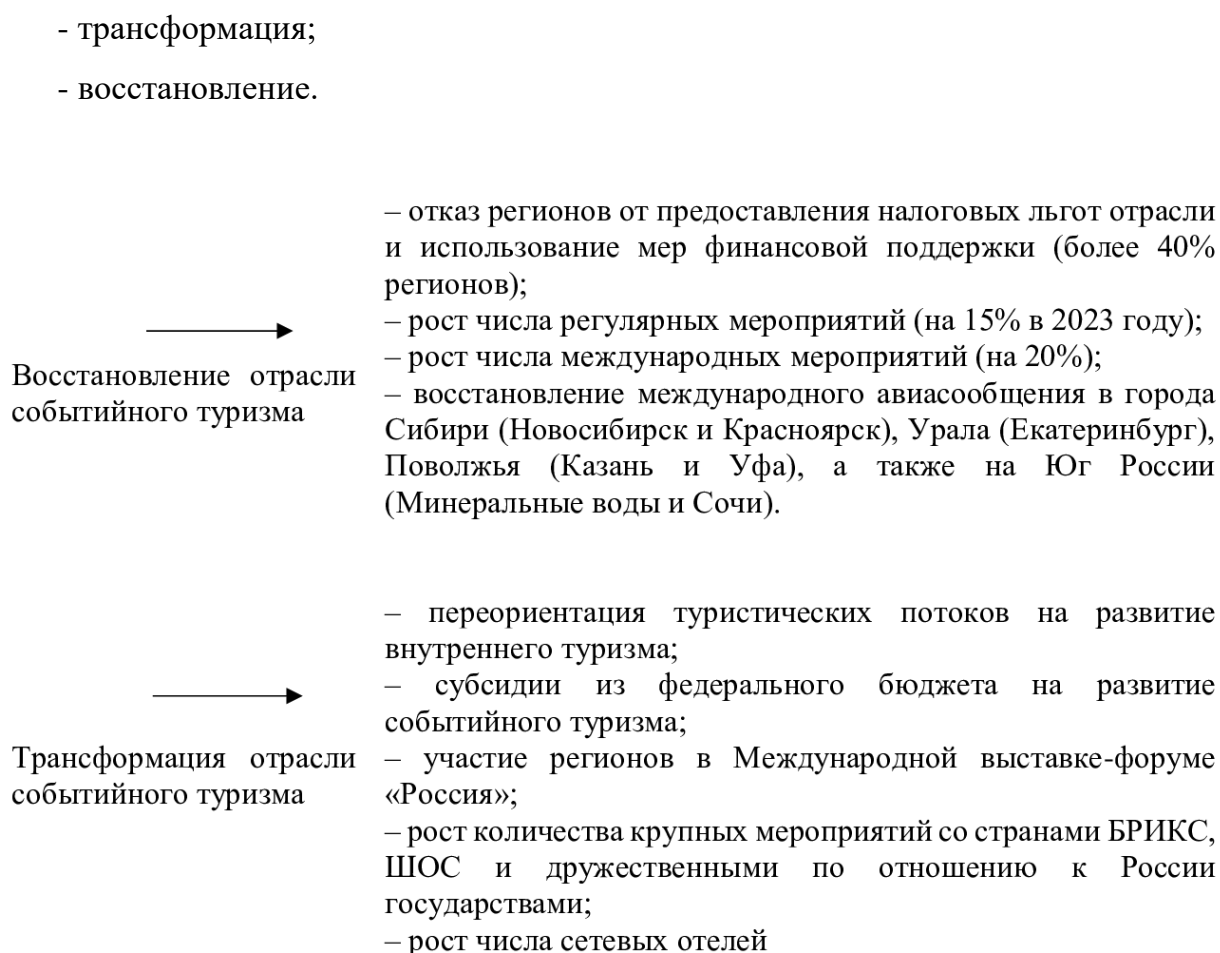 - трансформация;
- восстановление.
Восстановление отрасли
событийного туризма
– отказ регионов от предоставления налоговых льгот отрасли
и использование мер финансовой поддержки (более 40%
регионов);
– рост числа регулярных мероприятий (на 15% в 2023 году);
– рост числа международных мероприятий (на 20%);
– восстановление международного авиасообщения в города
Сибири (Новосибирск и Красноярск), Урала (Екатеринбург),
Поволжья (Казань и Уфа), а также на Юг России
(Минеральные воды и Сочи).
Трансформация отрасли
событийного туризма
– переориентация туристических потоков на развитие
внутреннего туризма;
– субсидии из федерального бюджета на развитие
событийного туризма;
– участие регионов в Международной выставке-форуме
«Россия»;
– рост количества крупных мероприятий со странами БРИКС,
ШОС и дружественными по отношению к России
государствами;
– рост числа сетевых отелей